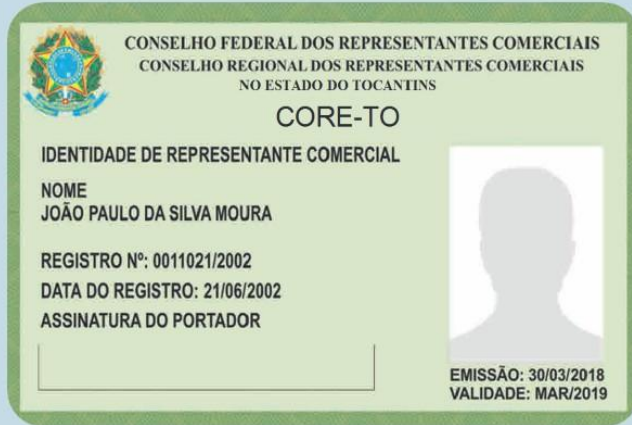 CONSELHO FEDERAL DOS REPRESENTANTES COMERCIAIS
CONSELHO REGIONAL DOS REPRESENTANTES COMERCIAIS
NO ESTADO DO TOCANTINS
CORE-TO
IDENTIDADE DE REPRESENTANTE COMERCIAL
NOME
JOÃO PAULO DA SILVA MOURA
REGISTRO Nº: 0011021/2002
DATA DO REGISTRO: 21/06/2002
ASSINATURA DO PORTADOR
EMISSÃO: 30/03/2018
VALIDADE: MAR/2019